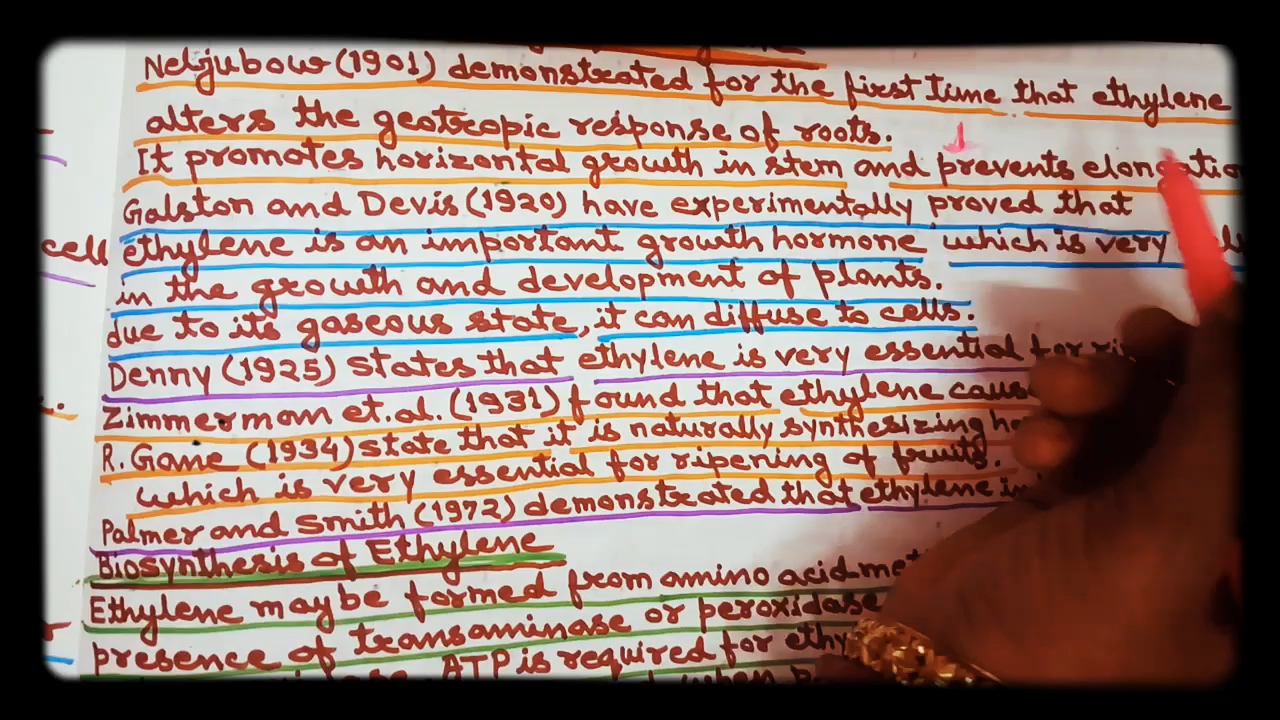 Neljubow (1901) demonstrated for the first time that ethylene
alters the geotropic response of roots.
It promotes horizontal growth in stem and prevents elongatio
Galston and Devis (1920) have experimentally proved that
cell ethylene is an important growth hormone which is very
in the growth and development of plants.
due to its gaseous state, it can diffuse to cells.
Denny (1925) States that ethylene is very essential for
Zimmerman et.al. (1931) found that ethylene
R. Gane (1934) state that it is naturally synthesizing
which is very essential for ripening of fruits.
Palmer and Smith (1972) demonstrated that ethylene
Biosynthesis of Ethylene
Ethylene may be formed from amino acid
presence of transaminase or peroxidase
ATP is required for